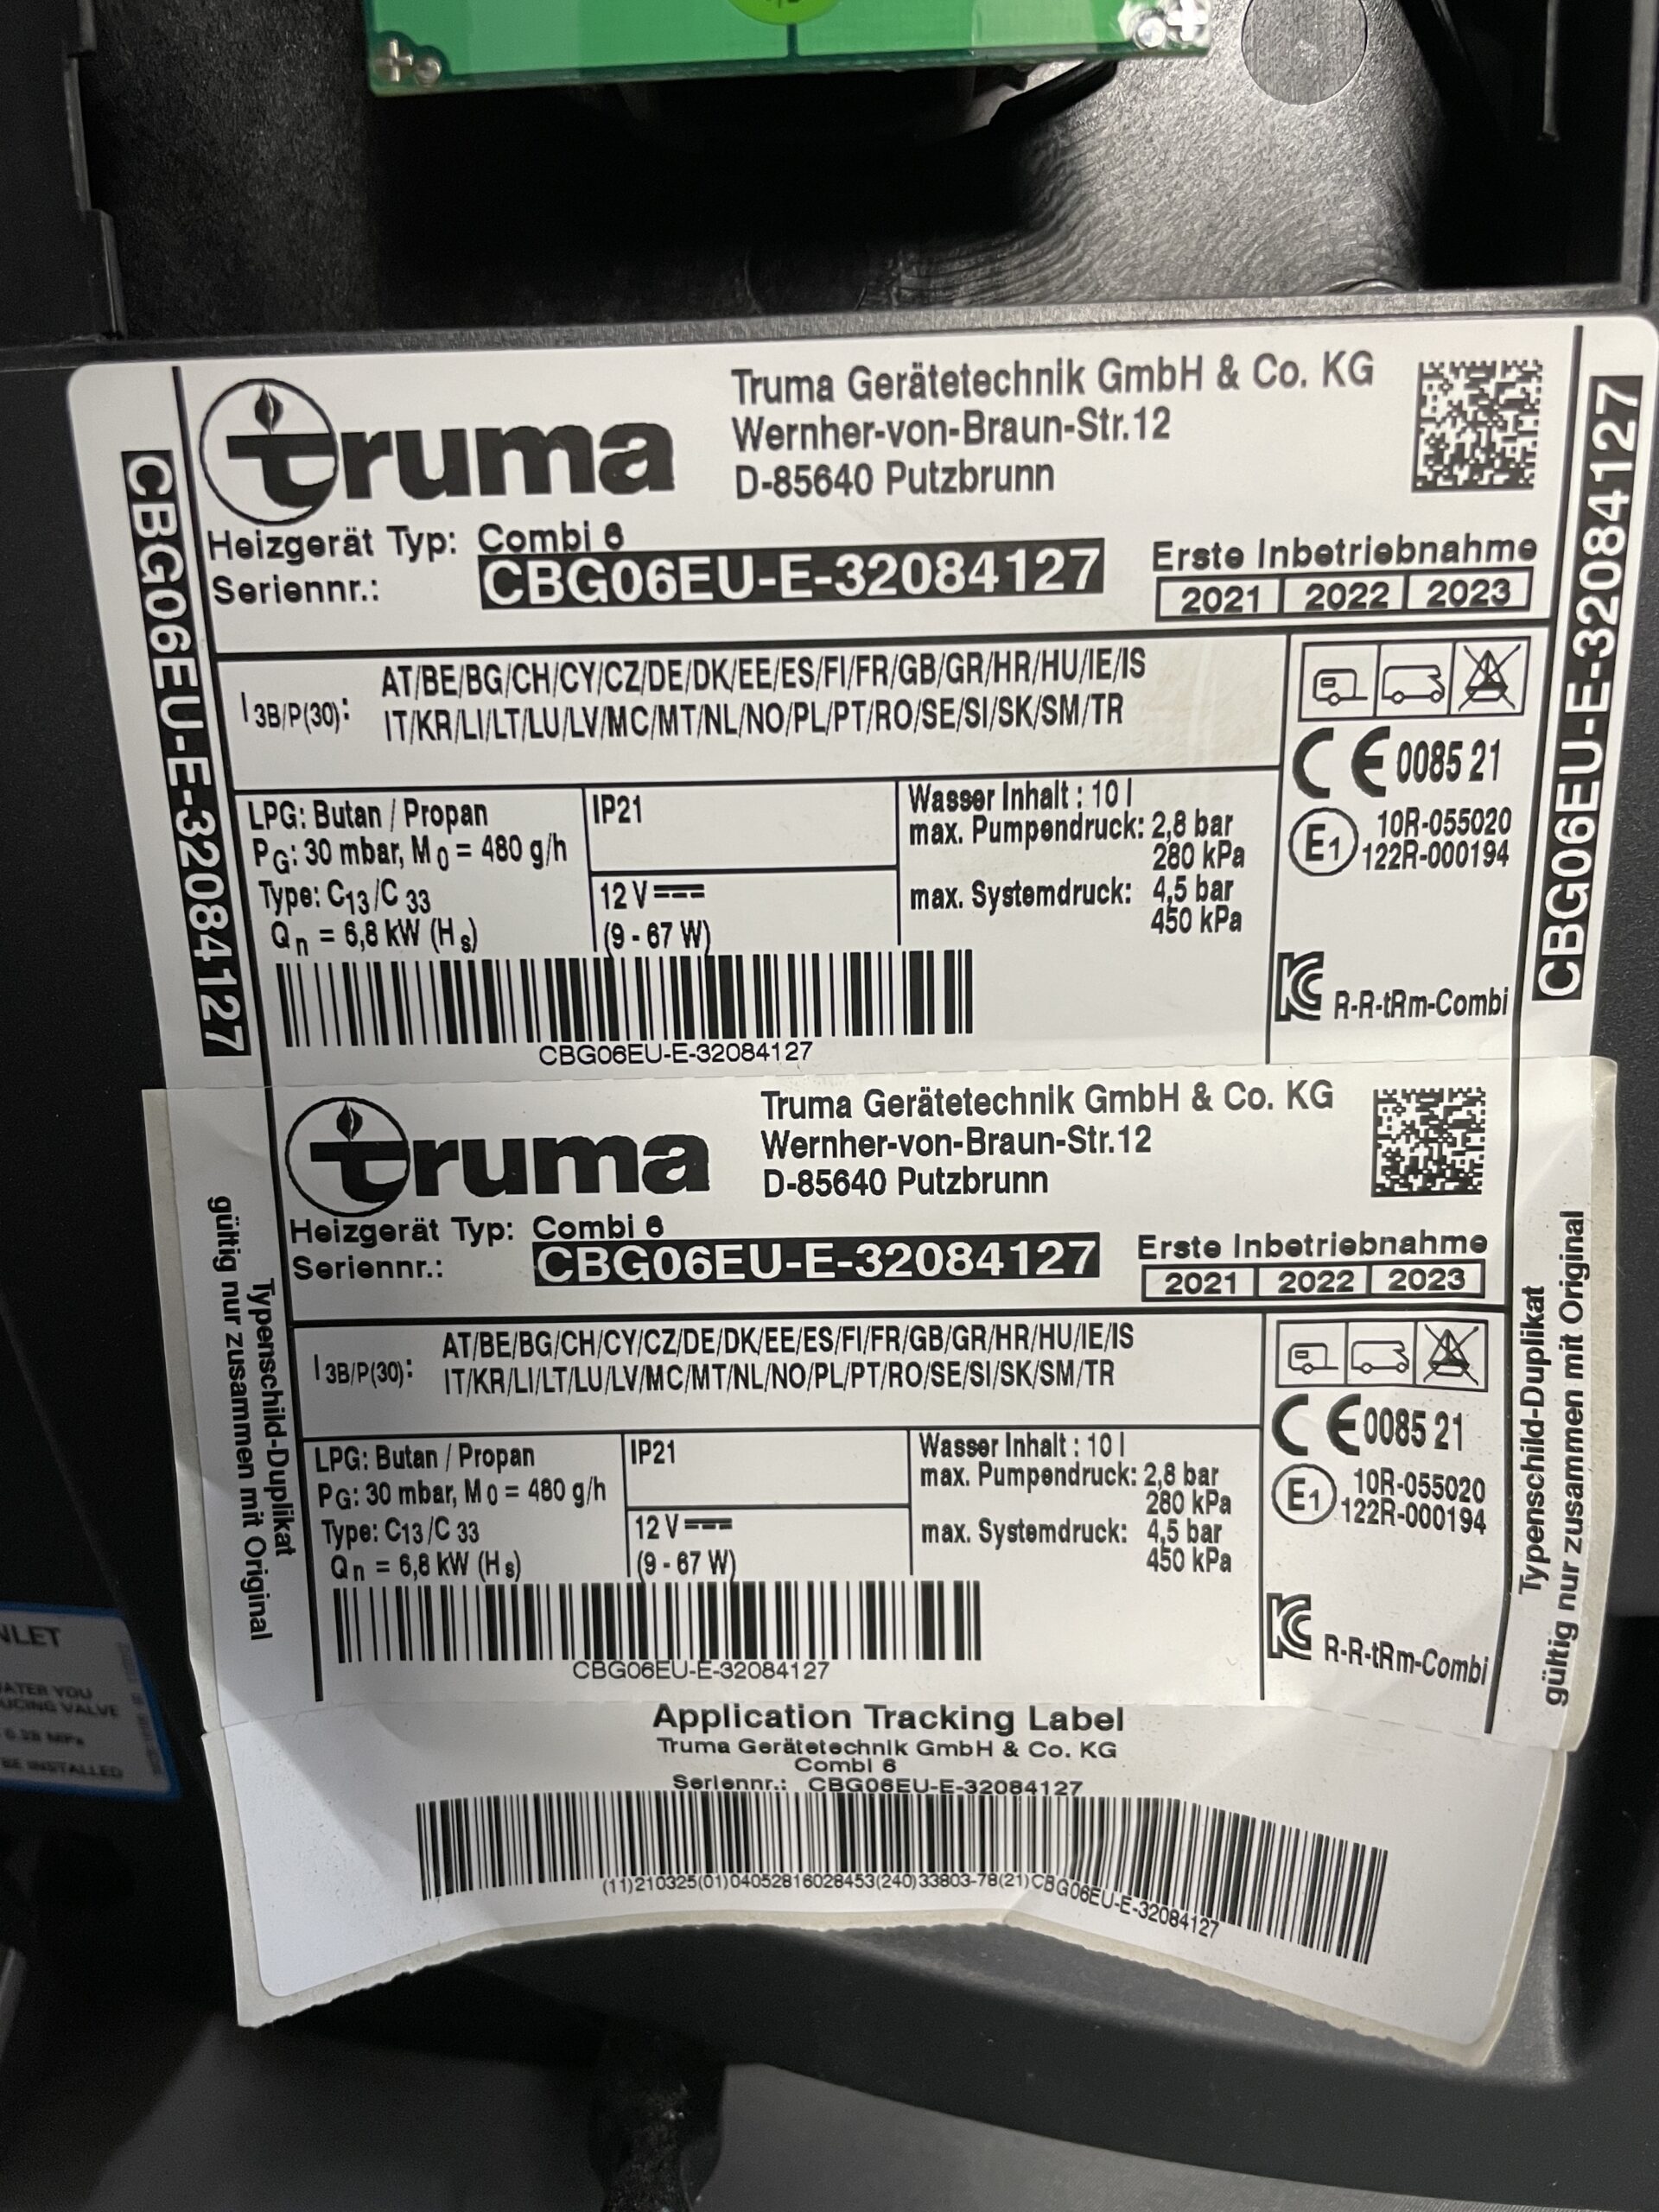 truma
Truma Gerätetechnik GmbH & Co. KG
Wernher-von-Braun-Str.12
D-85640 Putzbrunn
CBG06EU-E-32084127
CBG06EU-E-32084127
Heizgerät Typ: Combi 6
Seriennr.: CBG06EU-E-32084127
Erste Inbetriebnahme
2021 2022 2023
I3B/P(30): AT/BE/BG/CH/CY/CZ/DE/DK/EE/ES/FI/FR/GB/GR/HR/HU/IE/IS
IT/KR/LI/LT/LU/LV/MC/MT/NL/NO/PL/PT/RO/SE/SI/SK/SM/TR
LPG: Butan / Propan
PG: 30 mbar, M0 = 480 g/h
Type: C13/C33
Qn = 6,8 kW (Hs)
IP21
12 V
(9 - 67 W)
Wasser Inhalt : 10 l
max. Pumpendruck: 2,8 bar
280 kPa
max. Systemdruck: 4,5 bar
450 kPa
CE 0085 21
E1 10R-055020
122R-000194
KC R-R-tRm-Combi
CBG06EU-E-32084127
truma
Truma Gerätetechnik GmbH & Co. KG
Wernher-von-Braun-Str.12
D-85640 Putzbrunn
Typenschild-Duplikat
gültig nur zusammen mit Original
Typenschild-Duplikat
gültig nur zusammen mit Original
Heizgerät Typ: Combi 6
Seriennr.: CBG06EU-E-32084127
Erste Inbetriebnahme
2021 2022 2023
I3B/P(30): AT/BE/BG/CH/CY/CZ/DE/DK/EE/ES/FI/FR/GB/GR/HR/HU/IE/IS
IT/KR/LI/LT/LU/LV/MC/MT/NL/NO/PL/PT/RO/SE/SI/SK/SM/TR
LPG: Butan / Propan
PG: 30 mbar, M0 = 480 g/h
Type: C13/C33
Qn = 6,8 kW (Hs)
IP21
12 V
(9 - 67 W)
Wasser Inhalt : 10 l
max. Pumpendruck: 2,8 bar
280 kPa
max. Systemdruck: 4,5 bar
450 kPa
CE 0085 21
E1 10R-055020
122R-000194
KC R-R-tRm-Combi
CBG06EU-E-32084127
Application Tracking Label
Truma Gerätetechnik GmbH & Co. KG
Combi 6
Seriennr.: CBG06EU-E-32084127
(11)210325(01)04052816028453(240)33803-78(21)CBG06EU-E-32084127
NLET
ATER YOU
UCING VALVE
0.28 MPa
BE INSTALLED